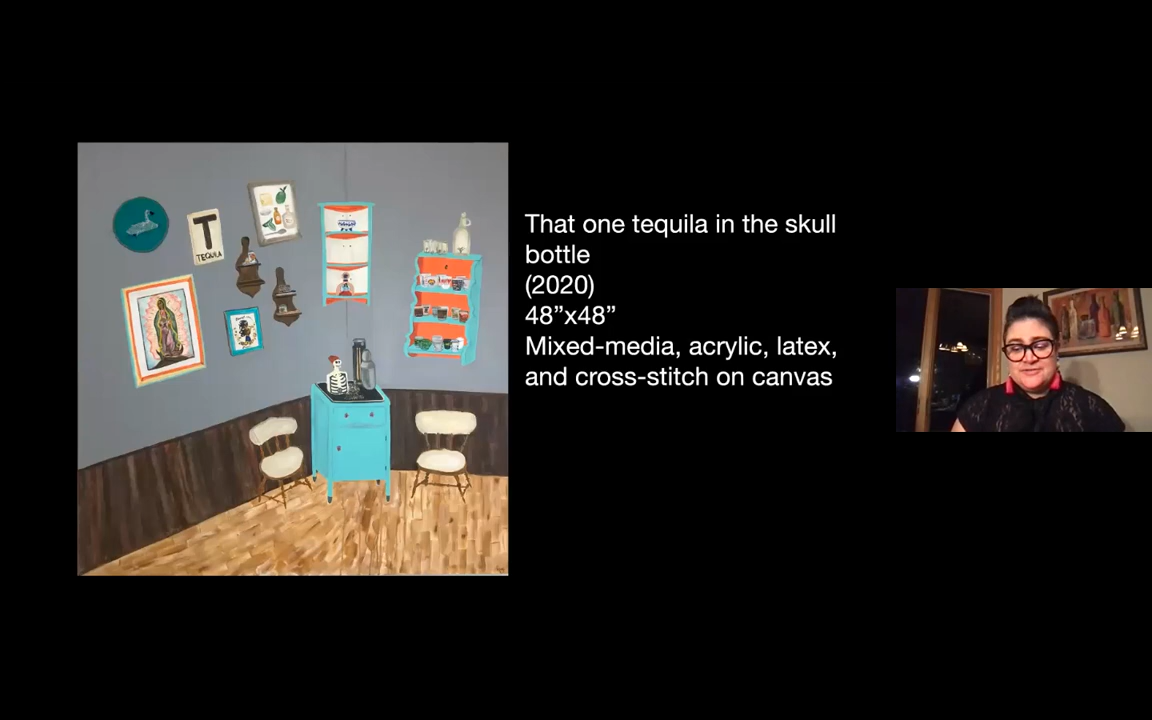 T
TEQUILA
That one tequila in the skull
bottle
(2020)
48”x48”
Mixed-media, acrylic, latex,
and cross-stitch on canvas